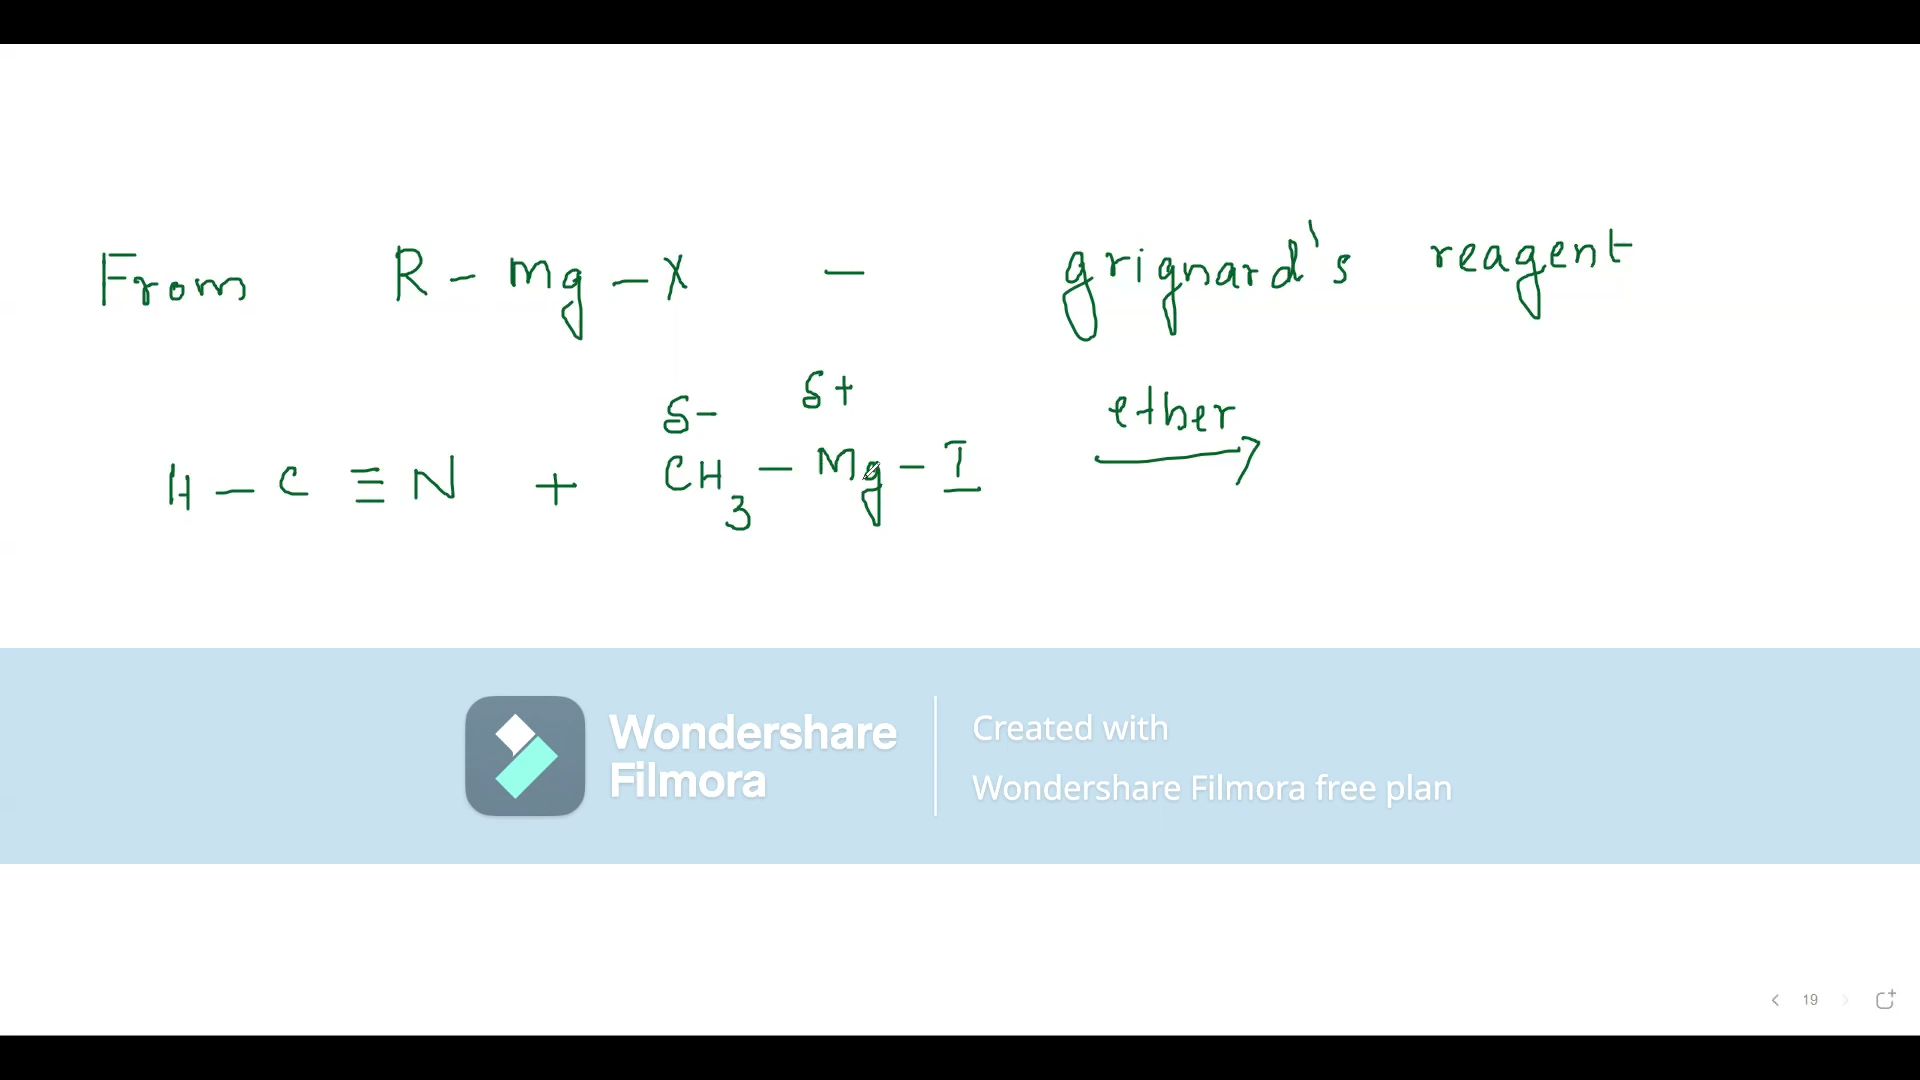 From R - Mg - X - grignard's reagent
δ- δ+
H - C ≡ N + CH3 - Mg - I ether →
Wondershare Filmora
Created with
Wondershare Filmora free plan
19